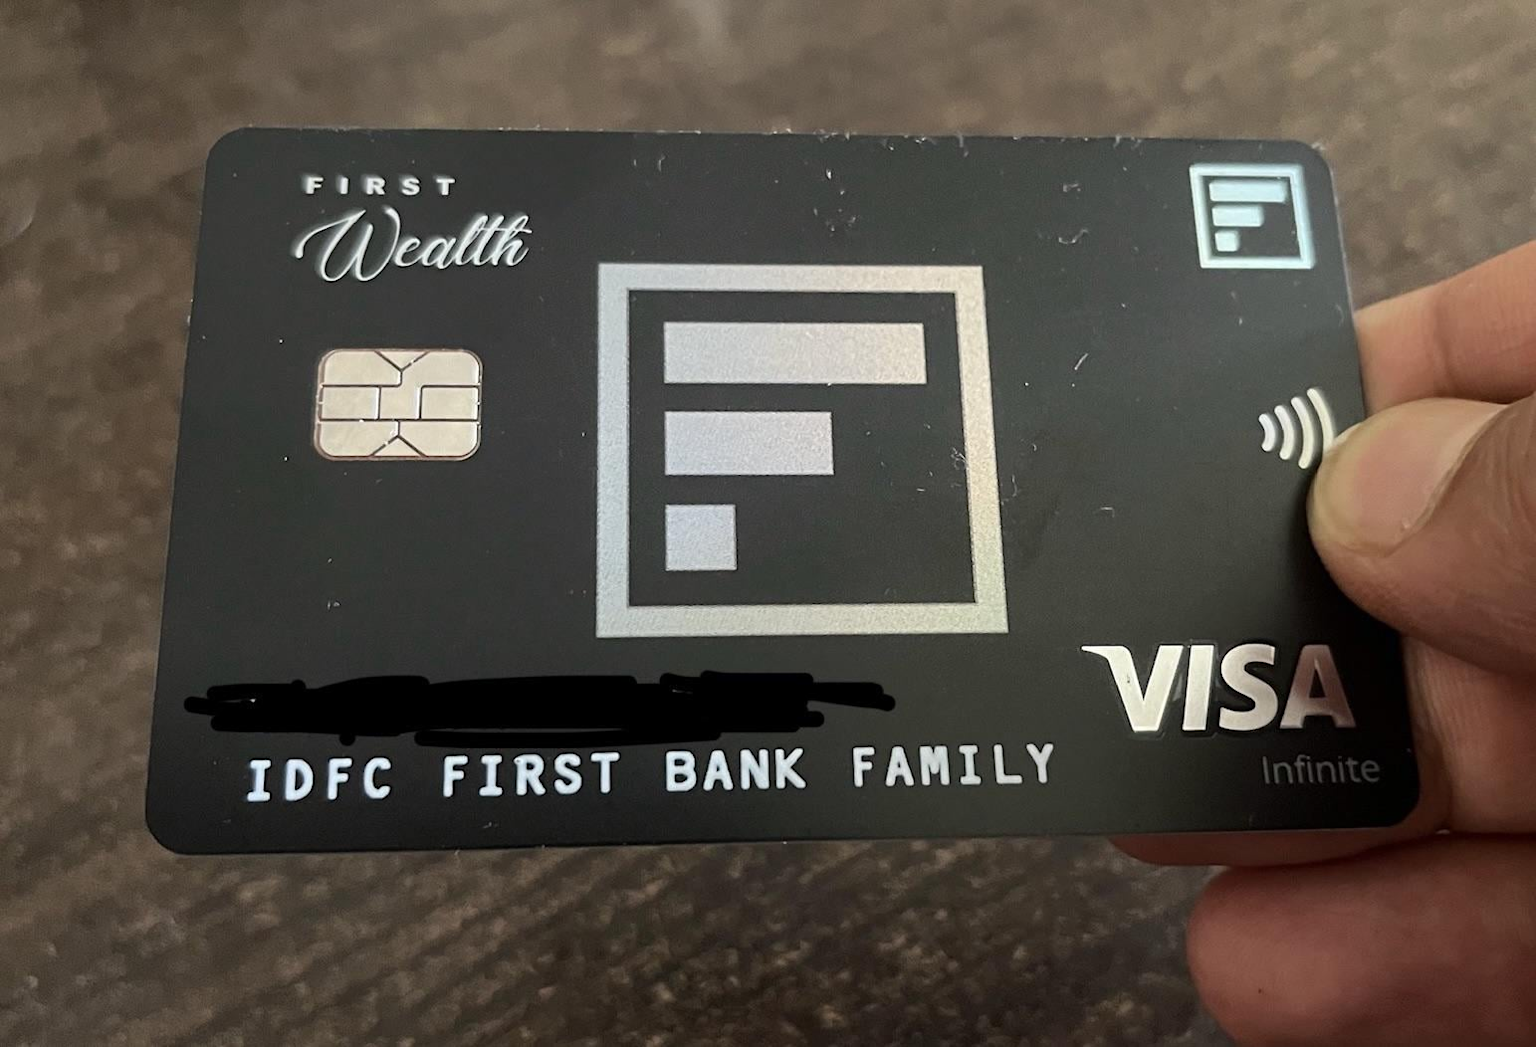 FIRST
Wealth
VISA
Infinite
IDFC FIRST BANK FAMILY